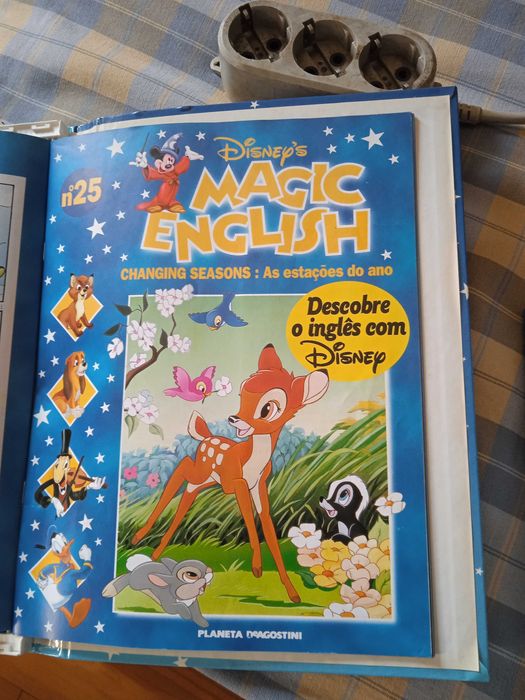 nº25
DISNEY'S
MAGIC
ENGLISH
CHANGING SEASONS : As estações do ano
Descobre
o inglês com
Disney
PLANETA DEAGOSTINI